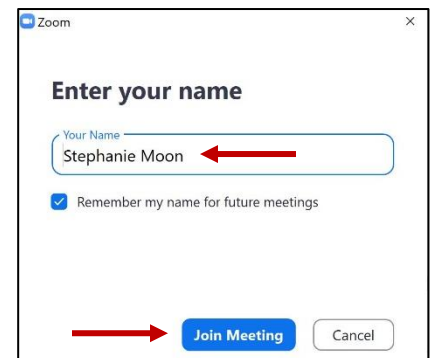 Zoom
Enter your name
Your Name
Stephanie Moon
Remember my name for future meetings
Join Meeting Cancel